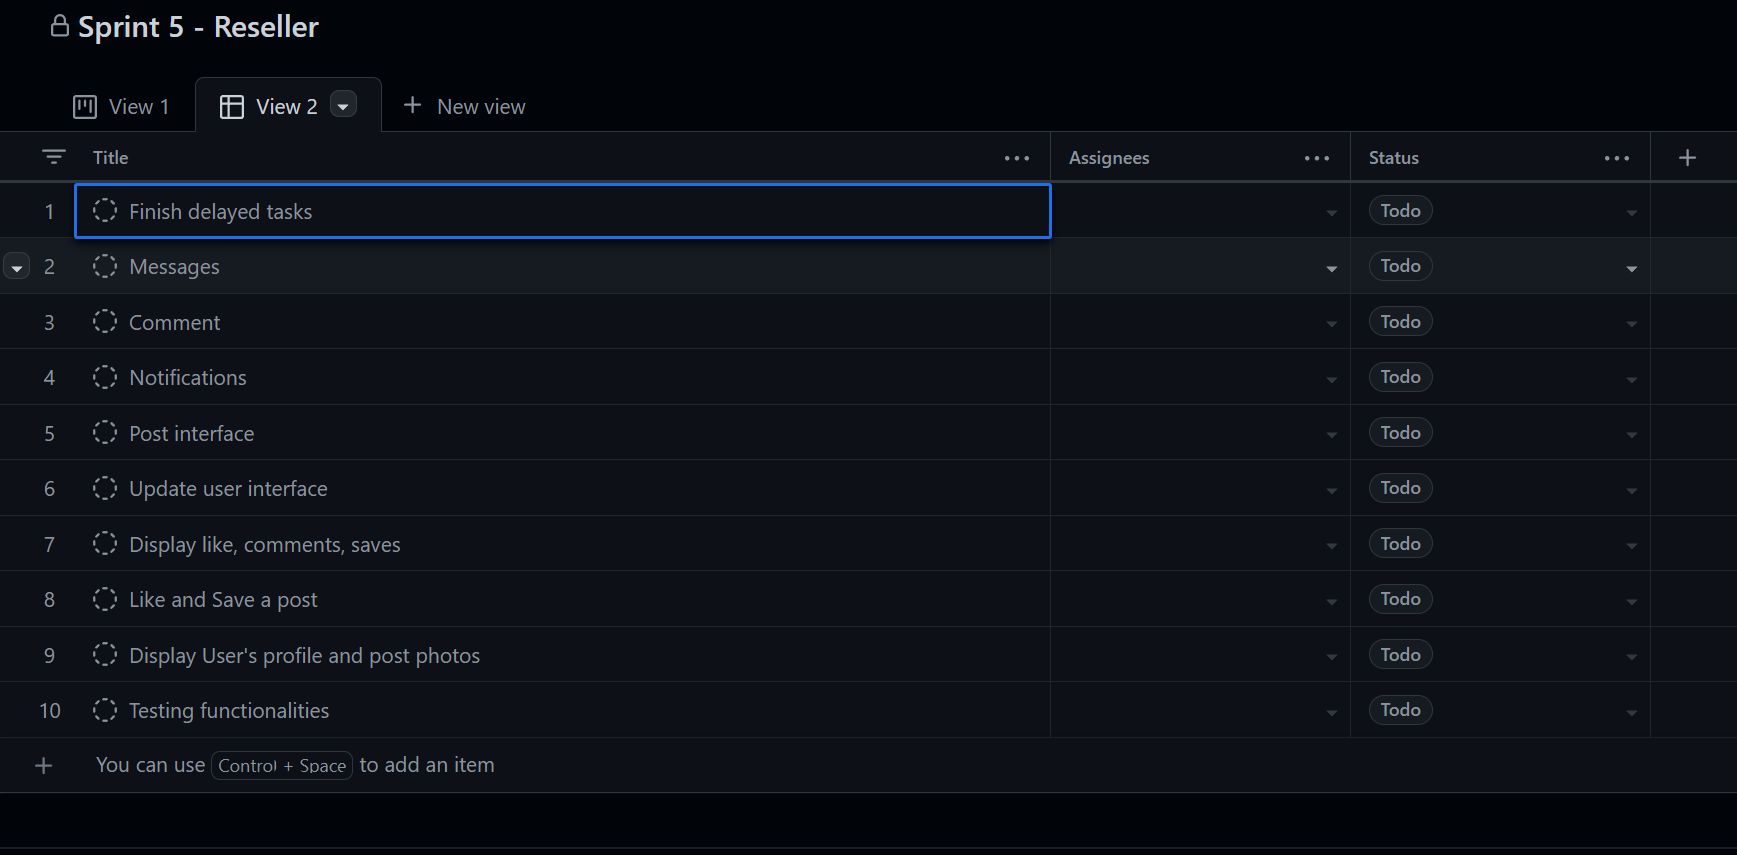 Sprint 5 - Reseller
View 1 View 2 New view
Title Assignees Status
1 Finish delayed tasks Todo
2 Messages Todo
3 Comment Todo
4 Notifications Todo
5 Post interface Todo
6 Update user interface Todo
7 Display like, comments, saves Todo
8 Like and Save a post Todo
9 Display User's profile and post photos Todo
10 Testing functionalities Todo
You can use Control + Space to add an item